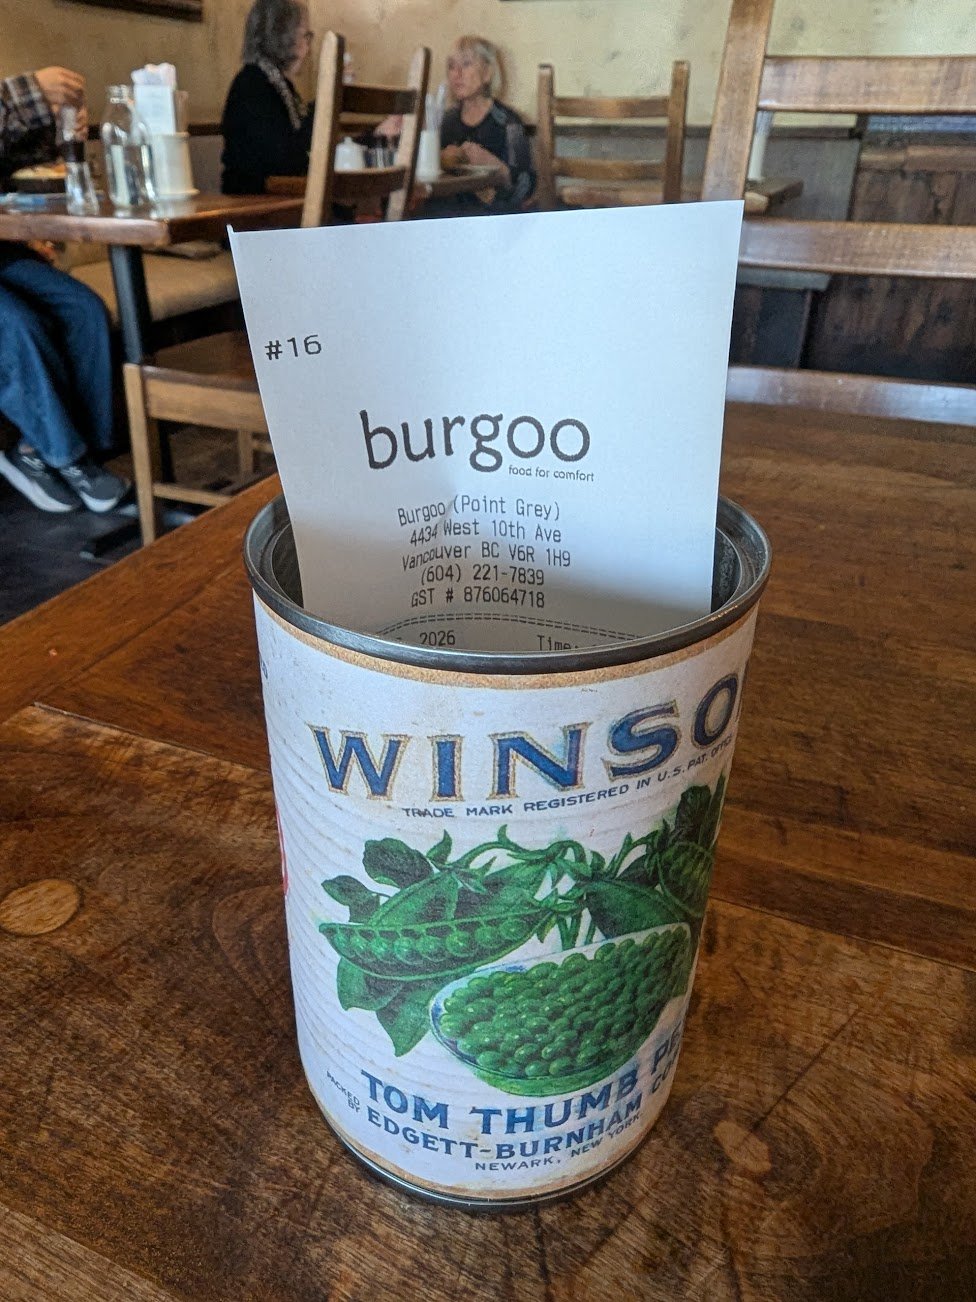 #16
burgoo
food for comfort
Burgoo (Point Grey)
4434 West 10th Ave
Vancouver BC V6R 1H9
(604) 221-7839
GST # 876064718
2026 Time:
WINSO
TRADE MARK REGISTERED IN U.S. PAT. OFFICE
TOM THUMB PE
PACKED BY EDGETT-BURNHAM CO
NEWARK, NEW YORK